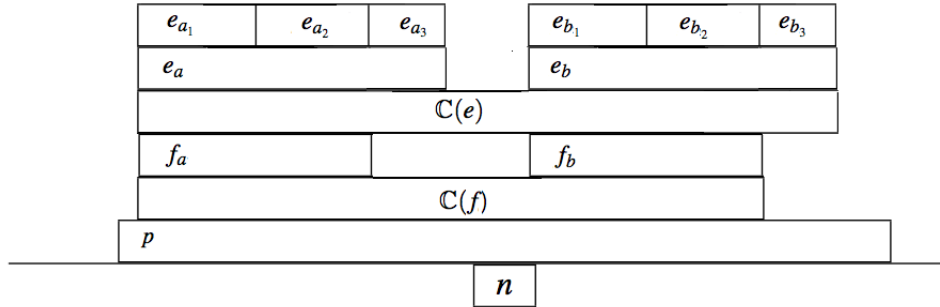 e_{a_1} e_{a_2} e_{a_3} e_{b_1} e_{b_2} e_{b_3}
e_a e_b
ℂ(e)
f_a f_b
ℂ(f)
p
n